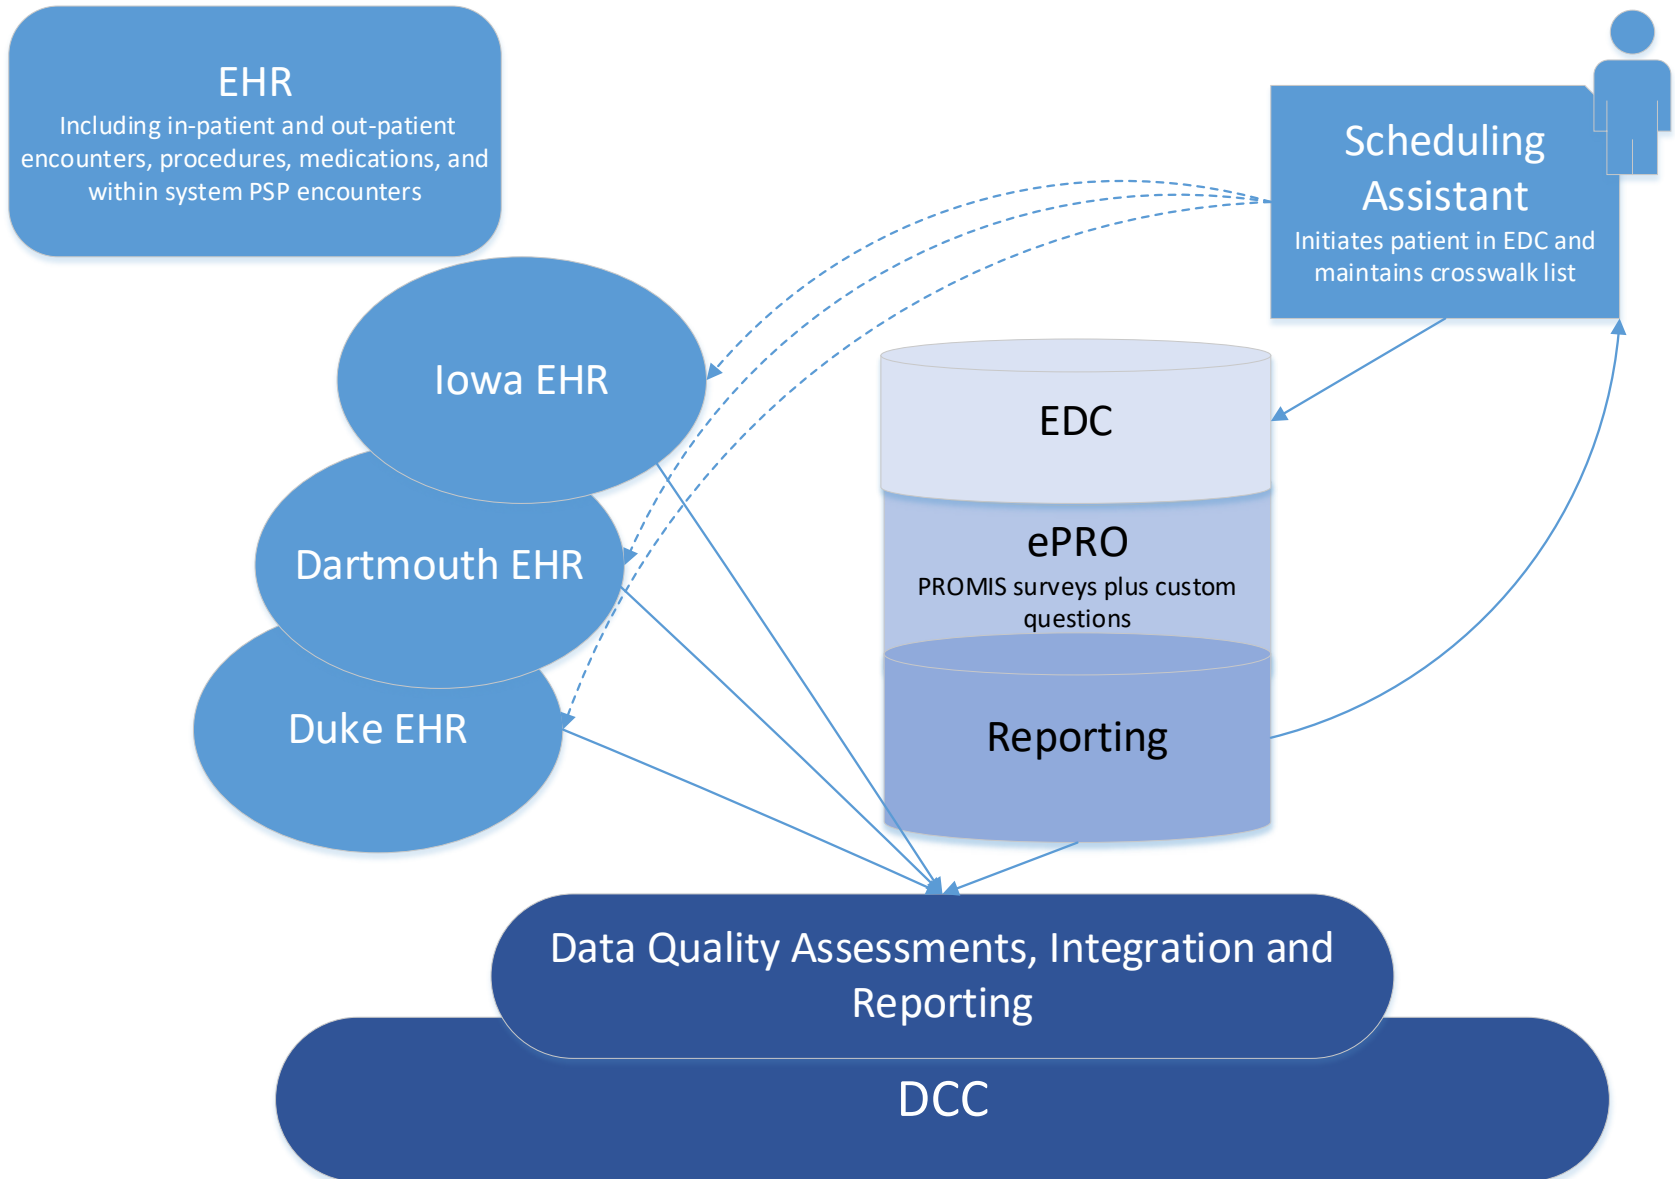 EHR
Including in-patient and out-patient
encounters, procedures, medications, and
within system PSP encounters
Scheduling
Assistant
Initiates patient in EDC and
maintains crosswalk list
Iowa EHR
Dartmouth EHR
Duke EHR
EDC
ePRO
PROMIS surveys plus custom
questions
Reporting
Data Quality Assessments, Integration and
Reporting
DCC